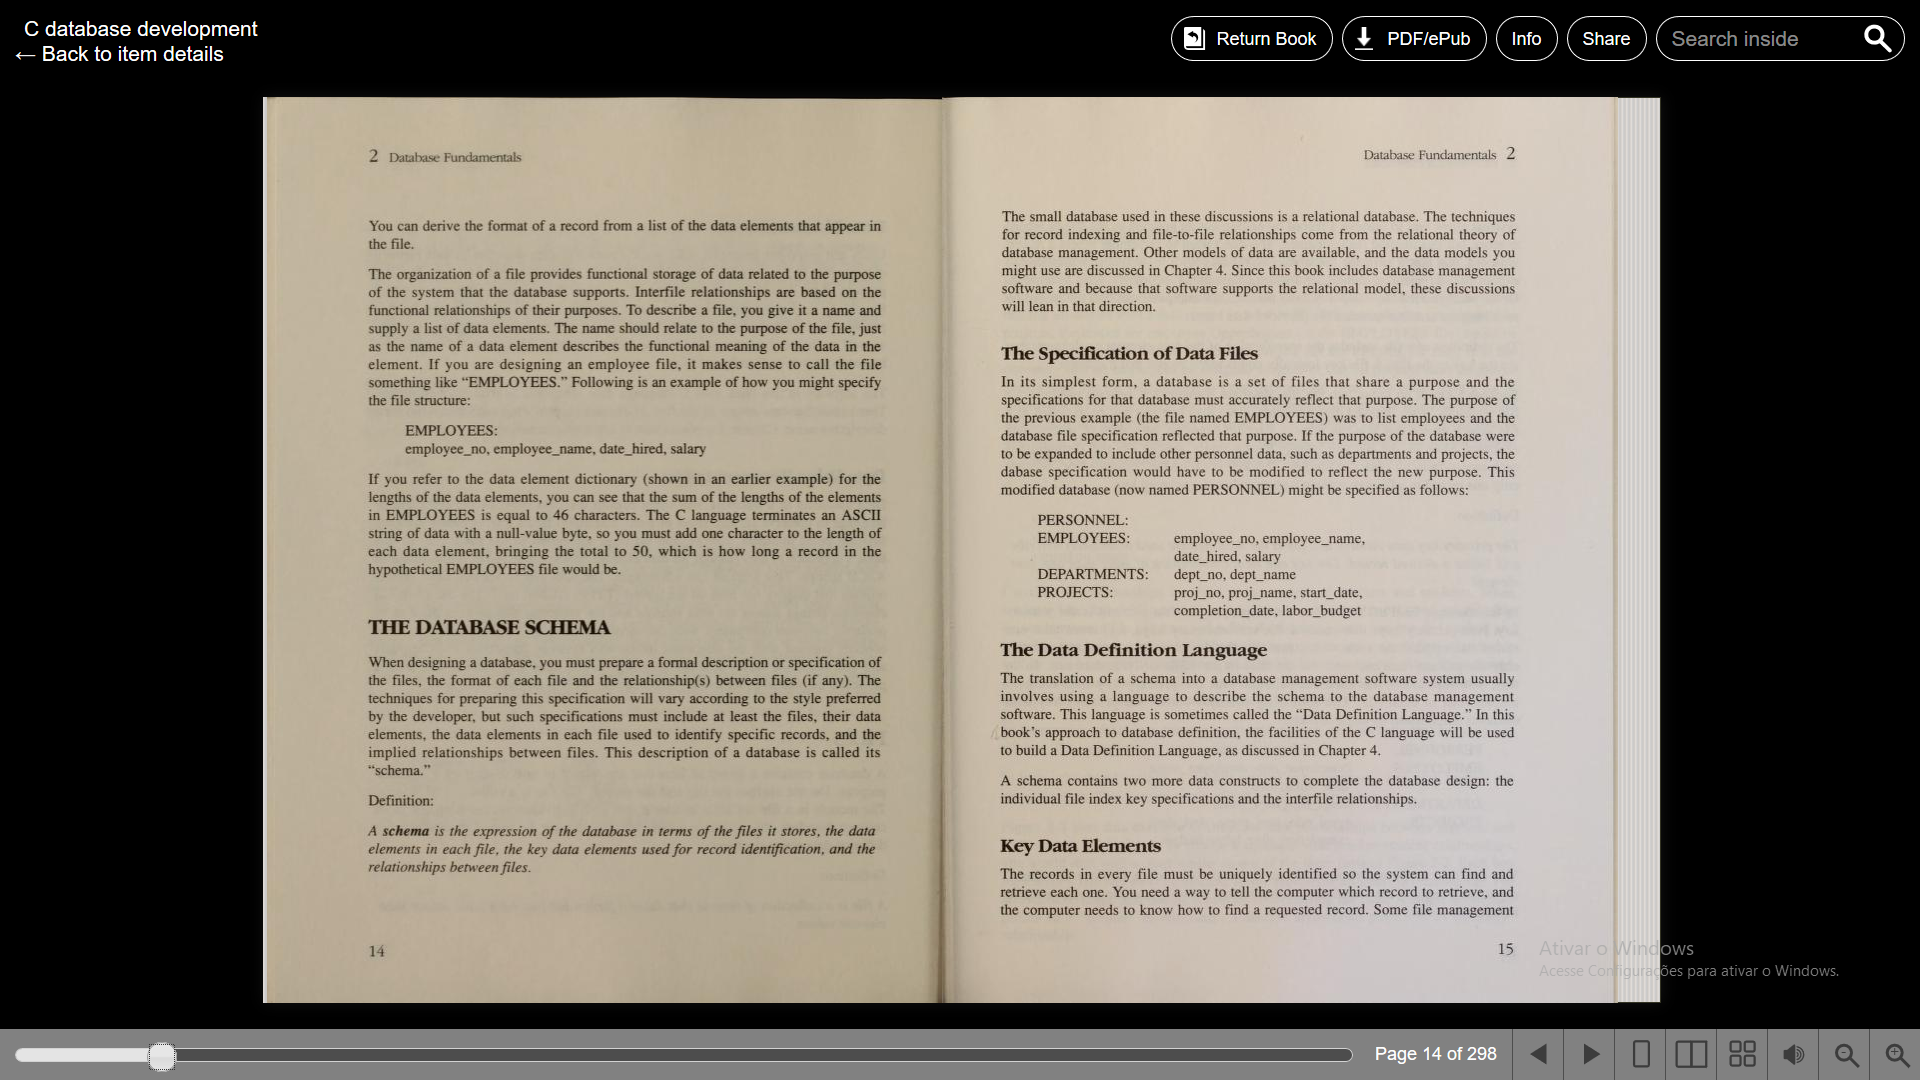 C database development
← Back to item details
Return Book
PDF/ePub
Info
Share
Search inside
2 Database Fundamentals
You can derive the format of a record from a list of the data elements that appear in
the file.
The organization of a file provides functional storage of data related to the purpose
of the system that the database supports. Interfile relationships are based on the
functional relationships of their purposes. To describe a file, you give it a name and
supply a list of data elements. The name should relate to the purpose of the file, just
as the name of a data element describes the functional meaning of the data in the
element. If you are designing an employee file, it makes sense to call the file
something like “EMPLOYEES.” Following is an example of how you might specify
the file structure:
EMPLOYEES:
employee_no, employee_name, date_hired, salary
If you refer to the data element dictionary (shown in an earlier example) for the
lengths of the data elements, you can see that the sum of the lengths of the elements
in EMPLOYEES is equal to 46 characters. The C language terminates an ASCII
string of data with a null-value byte, so you must add one character to the length of
each data element, bringing the total to 50, which is how long a record in the
hypothetical EMPLOYEES file would be.
THE DATABASE SCHEMA
When designing a database, you must prepare a formal description or specification of
the files, the format of each file and the relationship(s) between files (if any). The
techniques for preparing this specification will vary according to the style preferred
by the developer, but such specifications must include at least the files, their data
elements, the data elements in each file used to identify specific records, and the
implied relationships between files. This description of a database is called its
“schema.”
Definition:
A schema is the expression of the database in terms of the files it stores, the data
elements in each file, the key data elements used for record identification, and the
relationships between files.
14
Database Fundamentals 2
The small database used in these discussions is a relational database. The techniques
for record indexing and file-to-file relationships come from the relational theory of
database management. Other models of data are available, and the data models you
might use are discussed in Chapter 4. Since this book includes database management
software and because that software supports the relational model, these discussions
will lean in that direction.
The Specification of Data Files
In its simplest form, a database is a set of files that share a purpose and the
specifications for that database must accurately reflect that purpose. The purpose of
the previous example (the file named EMPLOYEES) was to list employees and the
database file specification reflected that purpose. If the purpose of the database were
to be expanded to include other personnel data, such as departments and projects, the
dabase specification would have to be modified to reflect the new purpose. This
modified database (now named PERSONNEL) might be specified as follows:
PERSONNEL:
EMPLOYEES: employee_no, employee_name,
date_hired, salary
DEPARTMENTS: dept_no, dept_name
PROJECTS: proj_no, proj_name, start_date,
completion_date, labor_budget
The Data Definition Language
The translation of a schema into a database management software system usually
involves using a language to describe the schema to the database management
software. This language is sometimes called the “Data Definition Language.” In this
book’s approach to database definition, the facilities of the C language will be used
to build a Data Definition Language, as discussed in Chapter 4.
A schema contains two more data constructs to complete the database design: the
individual file index key specifications and the interfile relationships.
Key Data Elements
The records in every file must be uniquely identified so the system can find and
retrieve each one. You need a way to tell the computer which record to retrieve, and
the computer needs to know how to find a requested record. Some file management
15
Ativar o Windows
Acesse Configurações para ativar o Windows.
Page 14 of 298